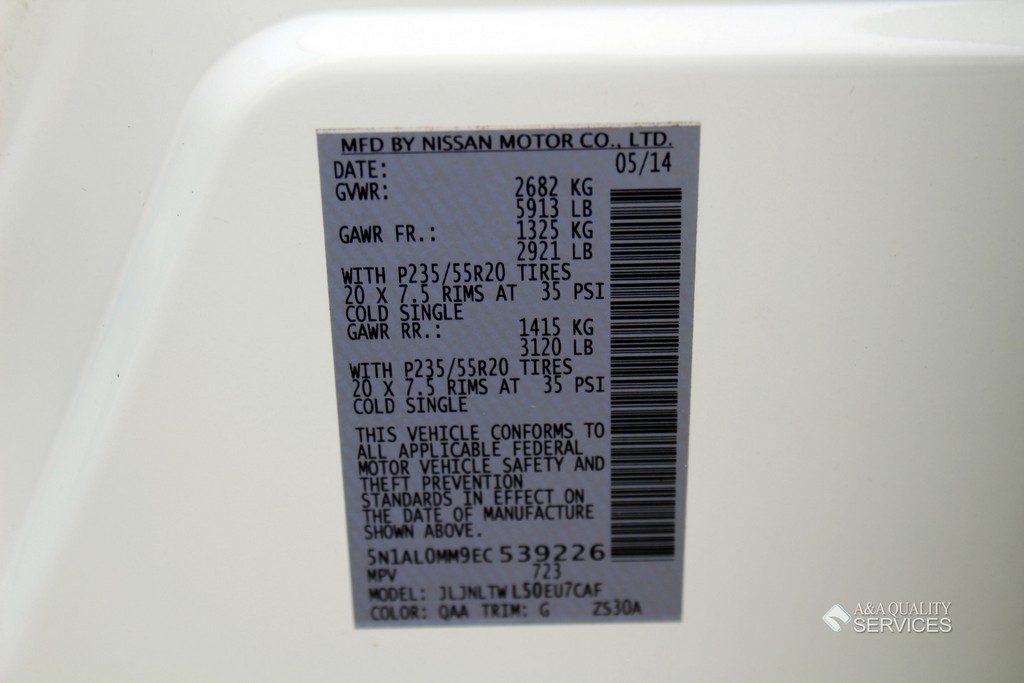 MFD BY NISSAN MOTOR CO., LTD.
DATE: 05/14
GVWR: 2682 KG
5913 LB
GAWR FR.: 1325 KG
2921 LB
WITH P235/55R20 TIRES
20 X 7.5 RIMS AT 35 PSI
COLD SINGLE
GAWR RR.: 1415 KG
3120 LB
WITH P235/55R20 TIRES
20 X 7.5 RIMS AT 35 PSI
COLD SINGLE
THIS VEHICLE CONFORMS TO
ALL APPLICABLE FEDERAL
MOTOR VEHICLE SAFETY AND
THEFT PREVENTION
STANDARDS IN EFFECT ON
THE DATE OF MANUFACTURE
SHOWN ABOVE.
5N1AL0MM9EC 539226
MPV 723
MODEL: JLJNLTW L50EU7CAF
COLOR: QAA TRIM: G ZS30A
A&A QUALITY
SERVICES